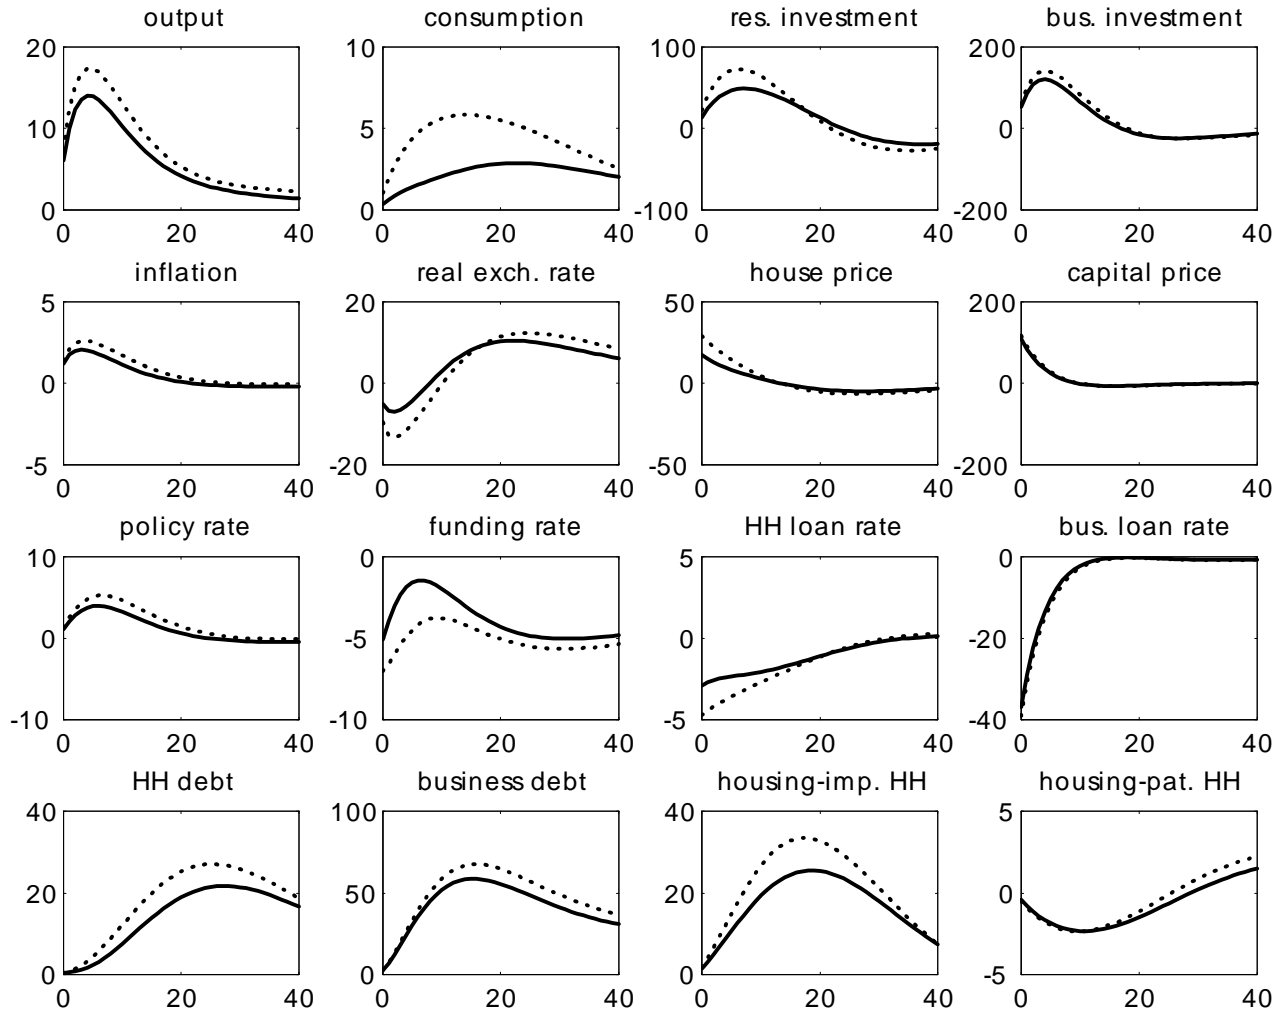 output consumption res. investment bus. investment
20 10 100 200
10 5 0 0
0 0 -100 -200
0 20 40 0 20 40 0 20 40 0 20 40
inflation real exch. rate house price capital price
5 20 50 200
0 0 0 0
-5 -20 -50 -200
0 20 40 0 20 40 0 20 40 0 20 40
policy rate funding rate HH loan rate bus. loan rate
10 0 5 0
0 -5 0 -20
-10 -10 -5 -40
0 20 40 0 20 40 0 20 40 0 20 40
HH debt business debt housing-imp. HH housing-pat. HH
40 100 40 5
20 50 20 0
0 0 0 -5
0 20 40 0 20 40 0 20 40 0 20 40